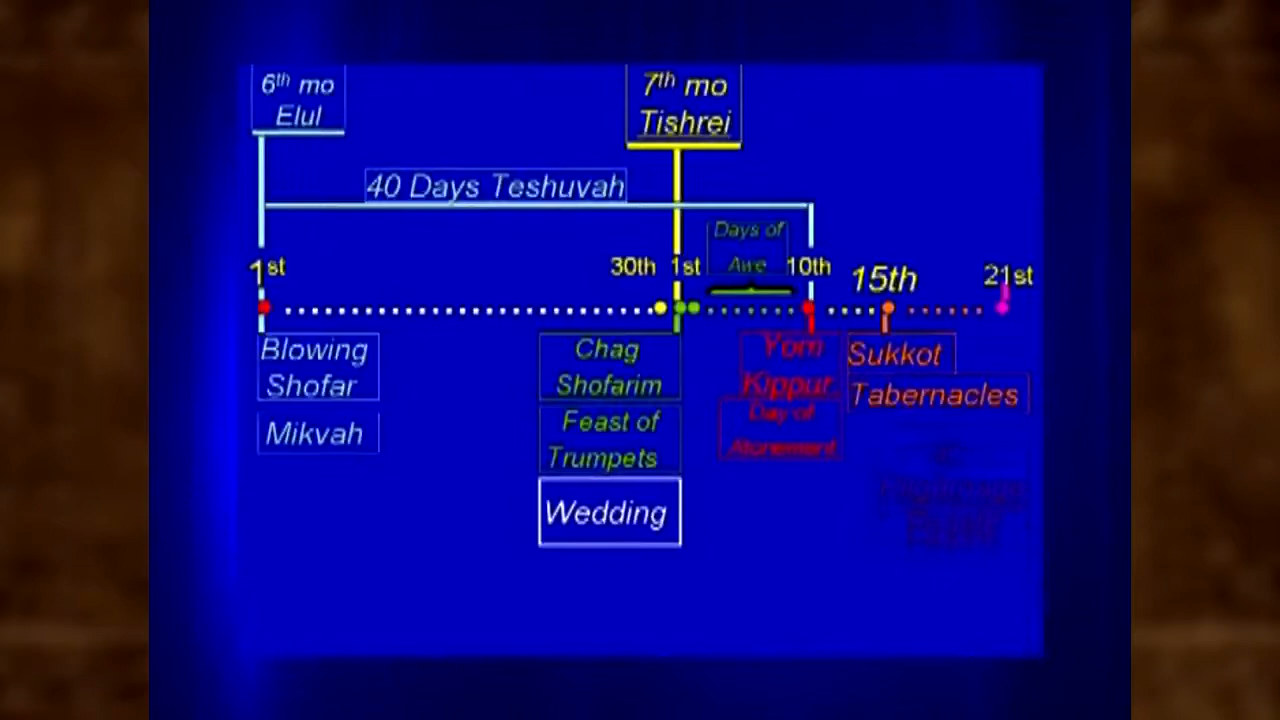 6th mo
Elul
7th mo
Tishrei
40 Days Teshuvah
Days of
Awe
1st
30th
1st
10th
15th
21st
Blowing
Shofar
Mikvah
Chag
Shofarim
Feast of
Trumpets
Wedding
Yom
Kippur
Day of
Atonement
Sukkot
Tabernacles